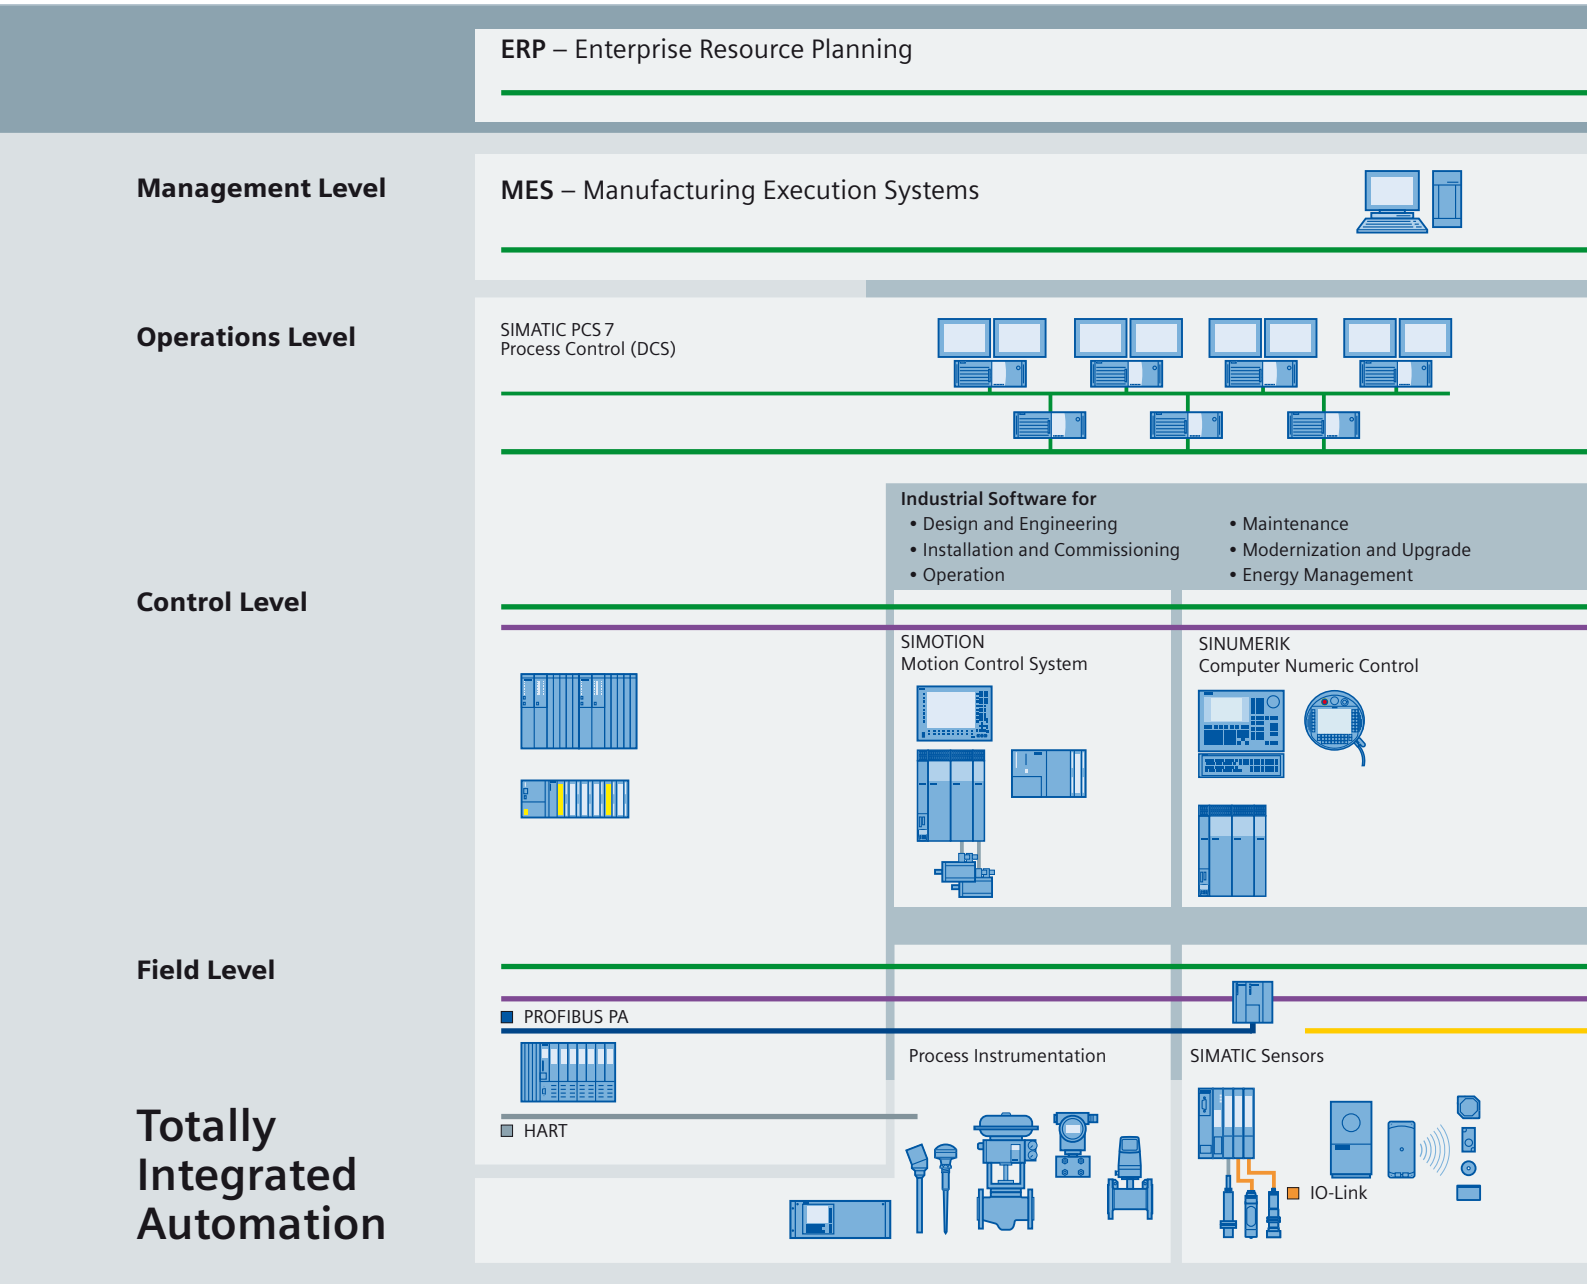 ERP – Enterprise Resource Planning
Management Level
MES – Manufacturing Execution Systems
Operations Level
SIMATIC PCS 7
Process Control (DCS)
Industrial Software for
• Design and Engineering
• Installation and Commissioning
• Operation
• Maintenance
• Modernization and Upgrade
• Energy Management
Control Level
SIMOTION
Motion Control System
SINUMERIK
Computer Numeric Control
Field Level
PROFIBUS PA
Process Instrumentation
SIMATIC Sensors
HART
IO-Link
Totally
Integrated
Automation